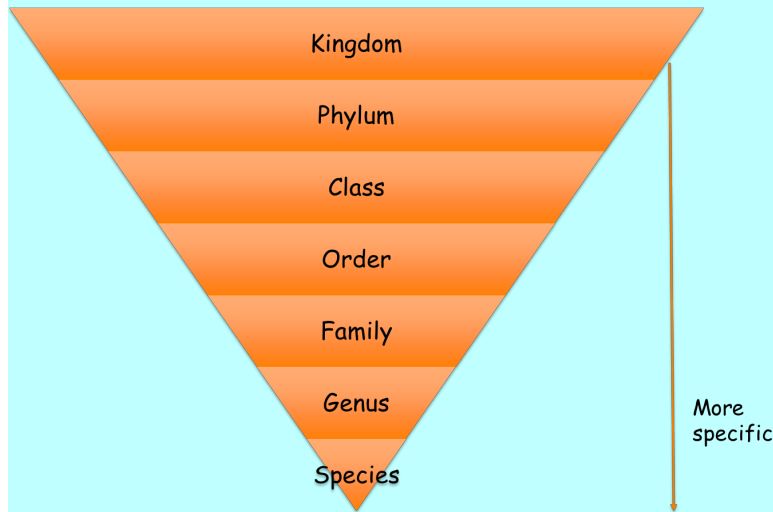 Kingdom
Phylum
Class
Order
Family
Genus
Species
More
specific